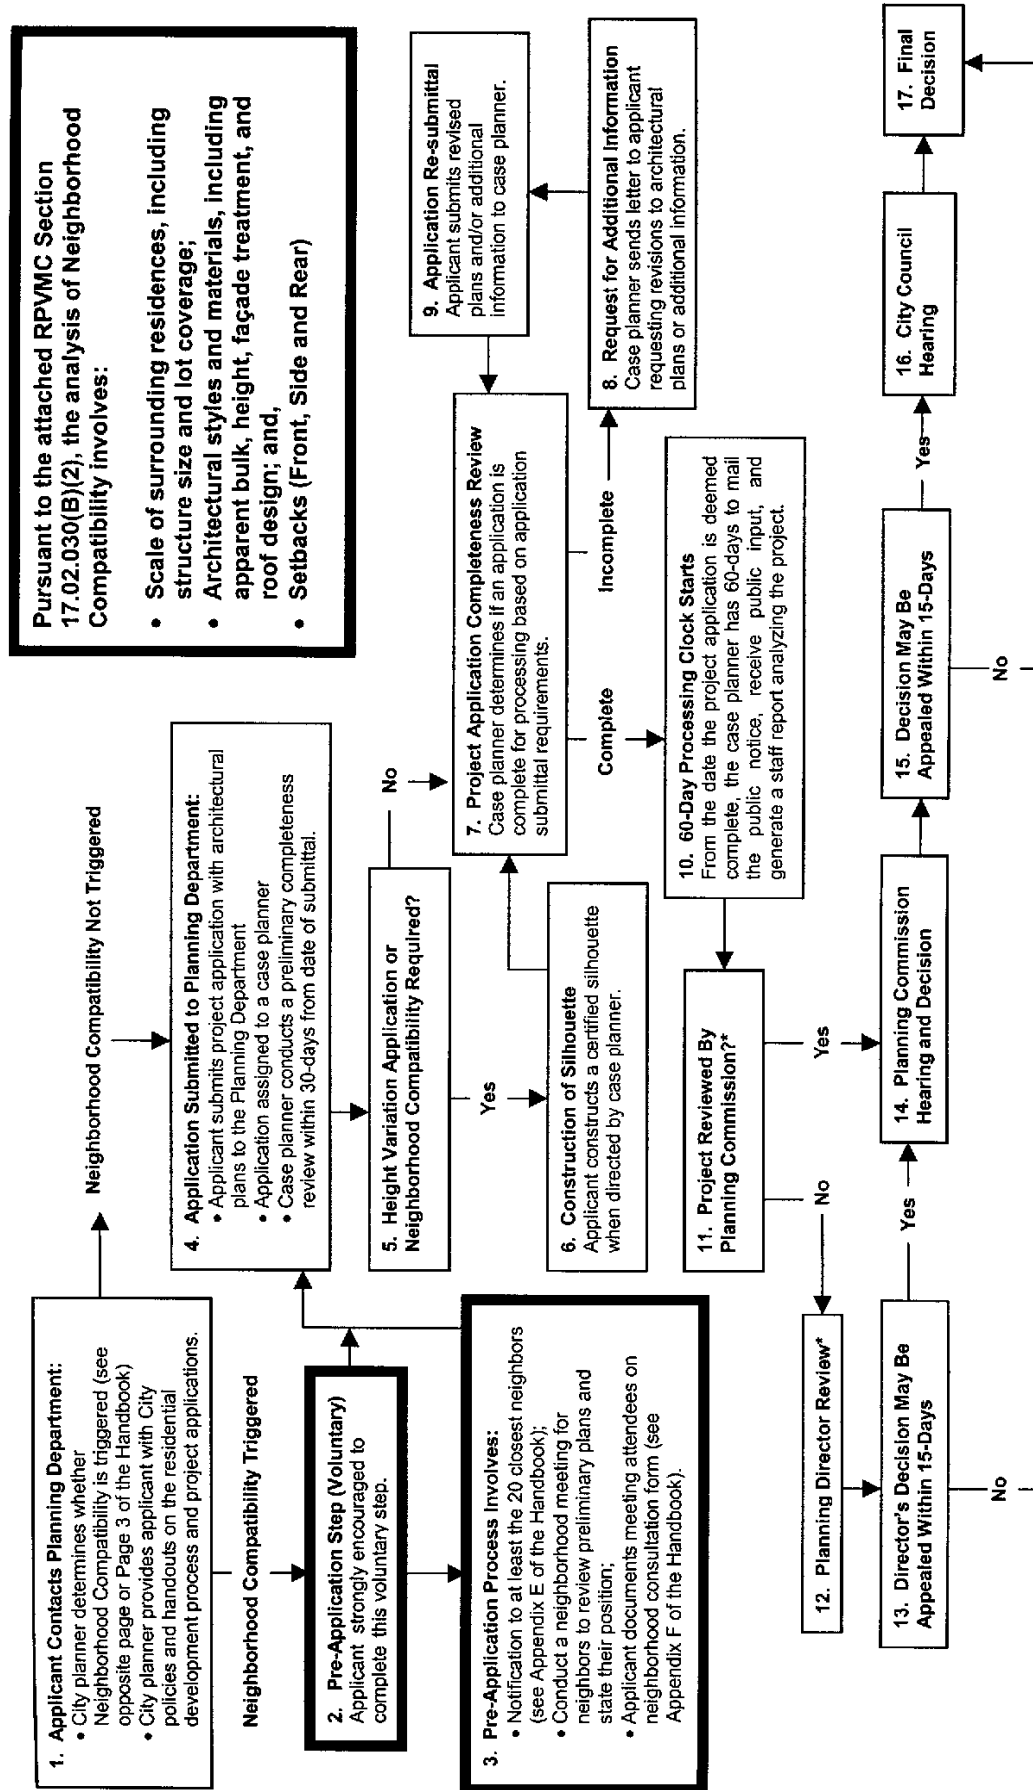 1. Applicant Contacts Planning Department:
• City planner determines whether
Neighborhood Compatibility is triggered (see
opposite page or Page 3 of the Handbook)
• City planner provides applicant with City
policies and handouts on the residential
development process and project applications.
Neighborhood Compatibility Not Triggered
Neighborhood Compatibility Triggered
2. Pre-Application Step (Voluntary)
Applicant strongly encouraged to
complete this voluntary step.
3. Pre-Application Process Involves:
• Notification to at least the 20 closest neighbors
(see Appendix E of the Handbook);
• Conduct a neighborhood meeting for
neighbors to review preliminary plans and
state their position;
• Applicant documents meeting attendees on
neighborhood consultation form (see
Appendix F of the Handbook).
4. Application Submitted to Planning Department:
• Applicant submits project application with architectural
plans to the Planning Department
• Application assigned to a case planner
• Case planner conducts a preliminary completeness
review within 30-days from date of submittal.
5. Height Variation Application or
Neighborhood Compatibility Required?
No
Yes
6. Construction of Silhouette
Applicant constructs a certified silhouette
when directed by case planner.
Pursuant to the attached RPVMC Section
17.02.030(B)(2), the analysis of Neighborhood
Compatibility involves:
• Scale of surrounding residences, including
structure size and lot coverage;
• Architectural styles and materials, including
apparent bulk, height, façade treatment, and
roof design; and,
• Setbacks (Front, Side and Rear)
7. Project Application Completeness Review
Case planner determines if an application is
complete for processing based on application
submittal requirements.
Complete
Incomplete
8. Request for Additional Information
Case planner sends letter to applicant
requesting revisions to architectural
plans or additional information.
9. Application Re-submittal
Applicant submits revised
plans and/or additional
information to case planner.
10. 60-Day Processing Clock Starts
From the date the project application is deemed
complete, the case planner has 60-days to mail
the public notice, receive public input, and
generate a staff report analyzing the project.
11. Project Reviewed By
Planning Commission?*
No
Yes
12. Planning Director Review*
13. Director's Decision May Be
Appealed Within 15-Days
Yes
No
14. Planning Commission
Hearing and Decision
15. Decision May Be
Appealed Within 15-Days
Yes
No
16. City Council
Hearing
17. Final
Decision